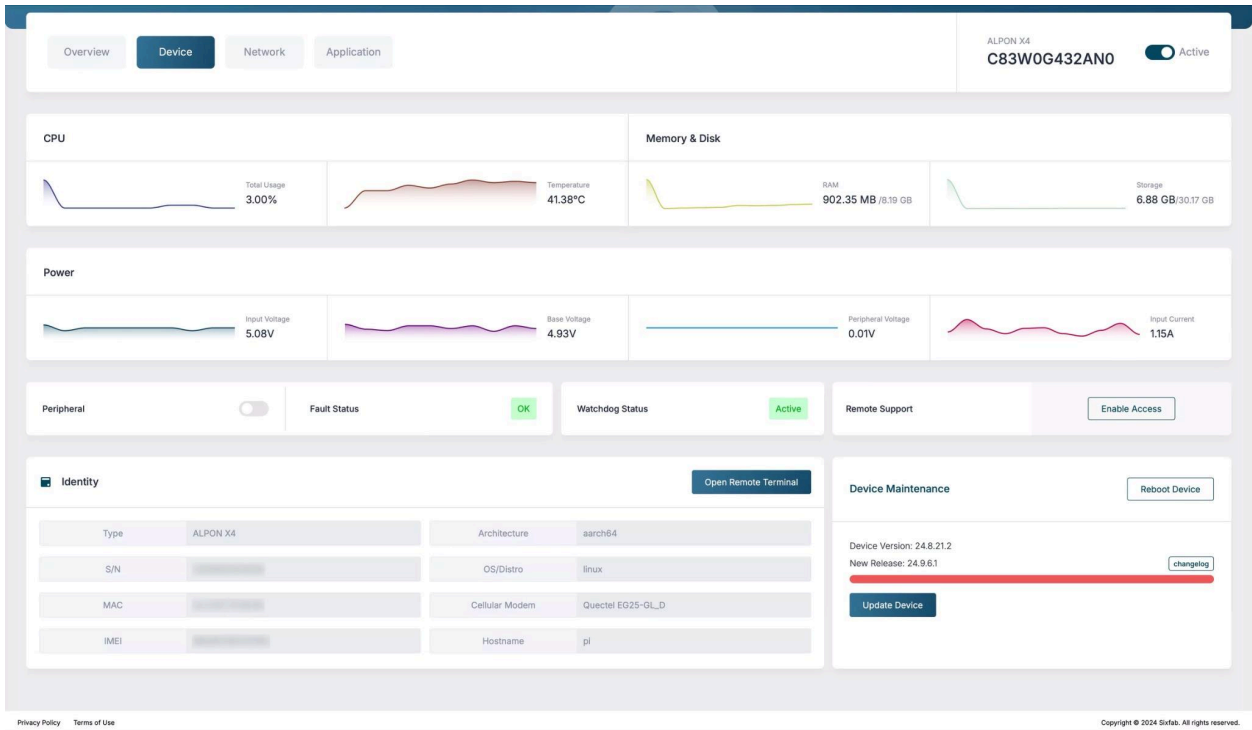 Overview Device Network Application
ALPON X4
C83W0G432AN0
Active
CPU
Memory & Disk
Total Usage
3.00%
Temperature
41.38°C
RAM
902.35 MB /8.19 GB
Storage
6.88 GB/30.17 GB
Power
Input Voltage
5.08V
Base Voltage
4.93V
Peripheral Voltage
0.01V
Input Current
1.15A
Peripheral
Fault Status OK
Watchdog Status Active
Remote Support Enable Access
Identity Open Remote Terminal
Type ALPON X4 Architecture aarch64
S/N OS/Distro linux
MAC Cellular Modem Quectel EG25-GL_D
IMEI Hostname pi
Device Maintenance Reboot Device
Device Version: 24.8.21.2
New Release: 24.9.6.1 changelog
Update Device
Privacy Policy Terms of Use
Copyright © 2024 Sixfab. All rights reserved.